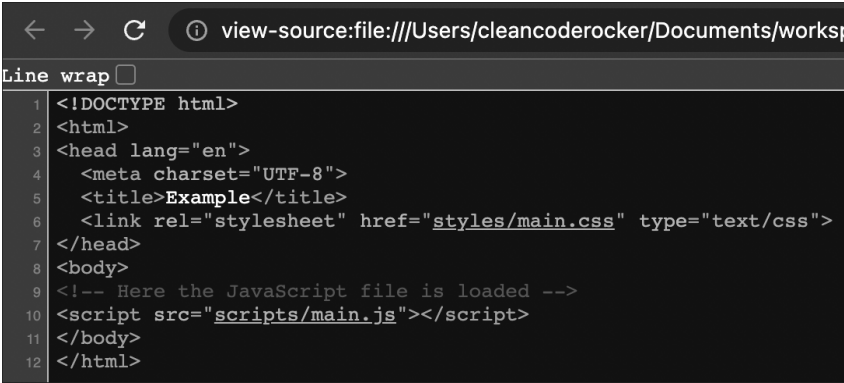 view-source:file:///Users/cleancoderocker/Documents/worksp
Line wrap
1 <!DOCTYPE html>
2 <html>
3 <head lang="en">
4   <meta charset="UTF-8">
5   <title>Example</title>
6   <link rel="stylesheet" href="styles/main.css" type="text/css">
7 </head>
8 <body>
9 <!-- Here the JavaScript file is loaded -->
10 <script src="scripts/main.js"></script>
11 </body>
12 </html>